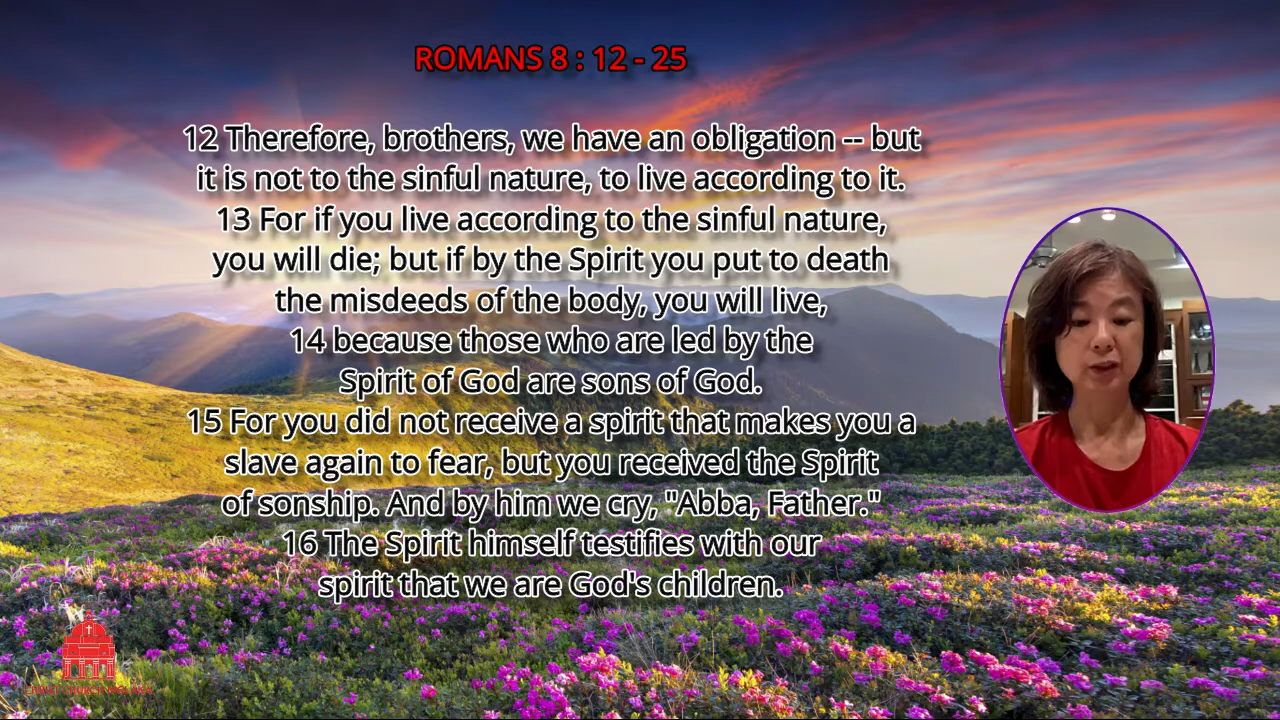 ROMANS 8 : 12 - 25
12 Therefore, brothers, we have an obligation -- but
it is not to the sinful nature, to live according to it.
13 For if you live according to the sinful nature,
you will die; but if by the Spirit you put to death
the misdeeds of the body, you will live,
14 because those who are led by the
Spirit of God are sons of God.
15 For you did not receive a spirit that makes you a
slave again to fear, but you received the Spirit
of sonship. And by him we cry, "Abba, Father."
16 The Spirit himself testifies with our
spirit that we are God's children.
CHRIST CHURCH MELAKA